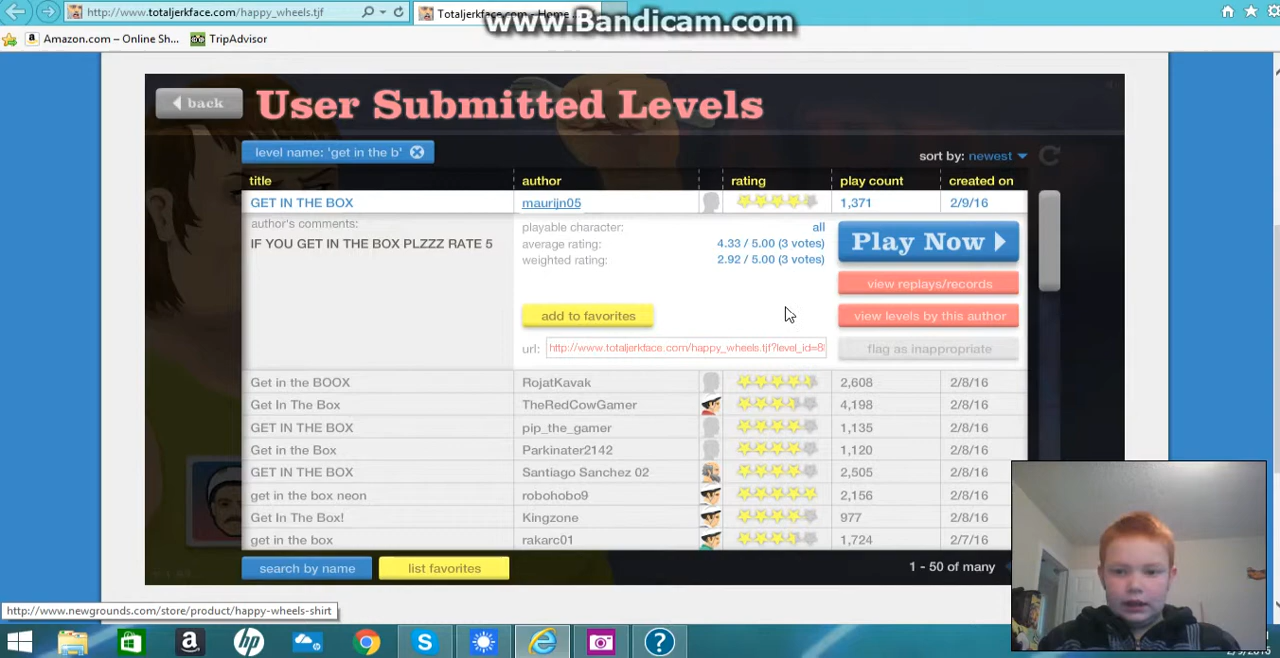 http://www.totaljerkface.com/happy_wheels.tjf
Totaljerkface.com - Home
www.Bandicam.com
Amazon.com – Online Sh...
TripAdvisor
back
User Submitted Levels
level name: 'get in the b'
sort by: newest
title author rating play count created on
GET IN THE BOX maurijn05 1,371 2/9/16
author's comments:
IF YOU GET IN THE BOX PLZZZ RATE 5
playable character: all
average rating: 4.33 / 5.00 (3 votes)
weighted rating: 2.92 / 5.00 (3 votes)
Play Now
view replays/records
add to favorites
view levels by this author
url: http://www.totaljerkface.com/happy_wheels.tjf?level_id=8
flag as inappropriate
Get in the BOOX RojatKavak 2,608 2/8/16
Get In The Box TheRedCowGamer 4,198 2/8/16
GET IN THE BOX pip_the_gamer 1,135 2/8/16
Get in the Box Parkinater2142 1,120 2/8/16
GET IN THE BOX Santiago Sanchez 02 2,505 2/8/16
get in the box neon robohobo9 2,156 2/8/16
Get In The Box! Kingzone 977 2/8/16
get in the box rakarc01 1,724 2/7/16
search by name
list favorites
1 - 50 of many
http://www.newgrounds.com/store/product/happy-wheels-shirt